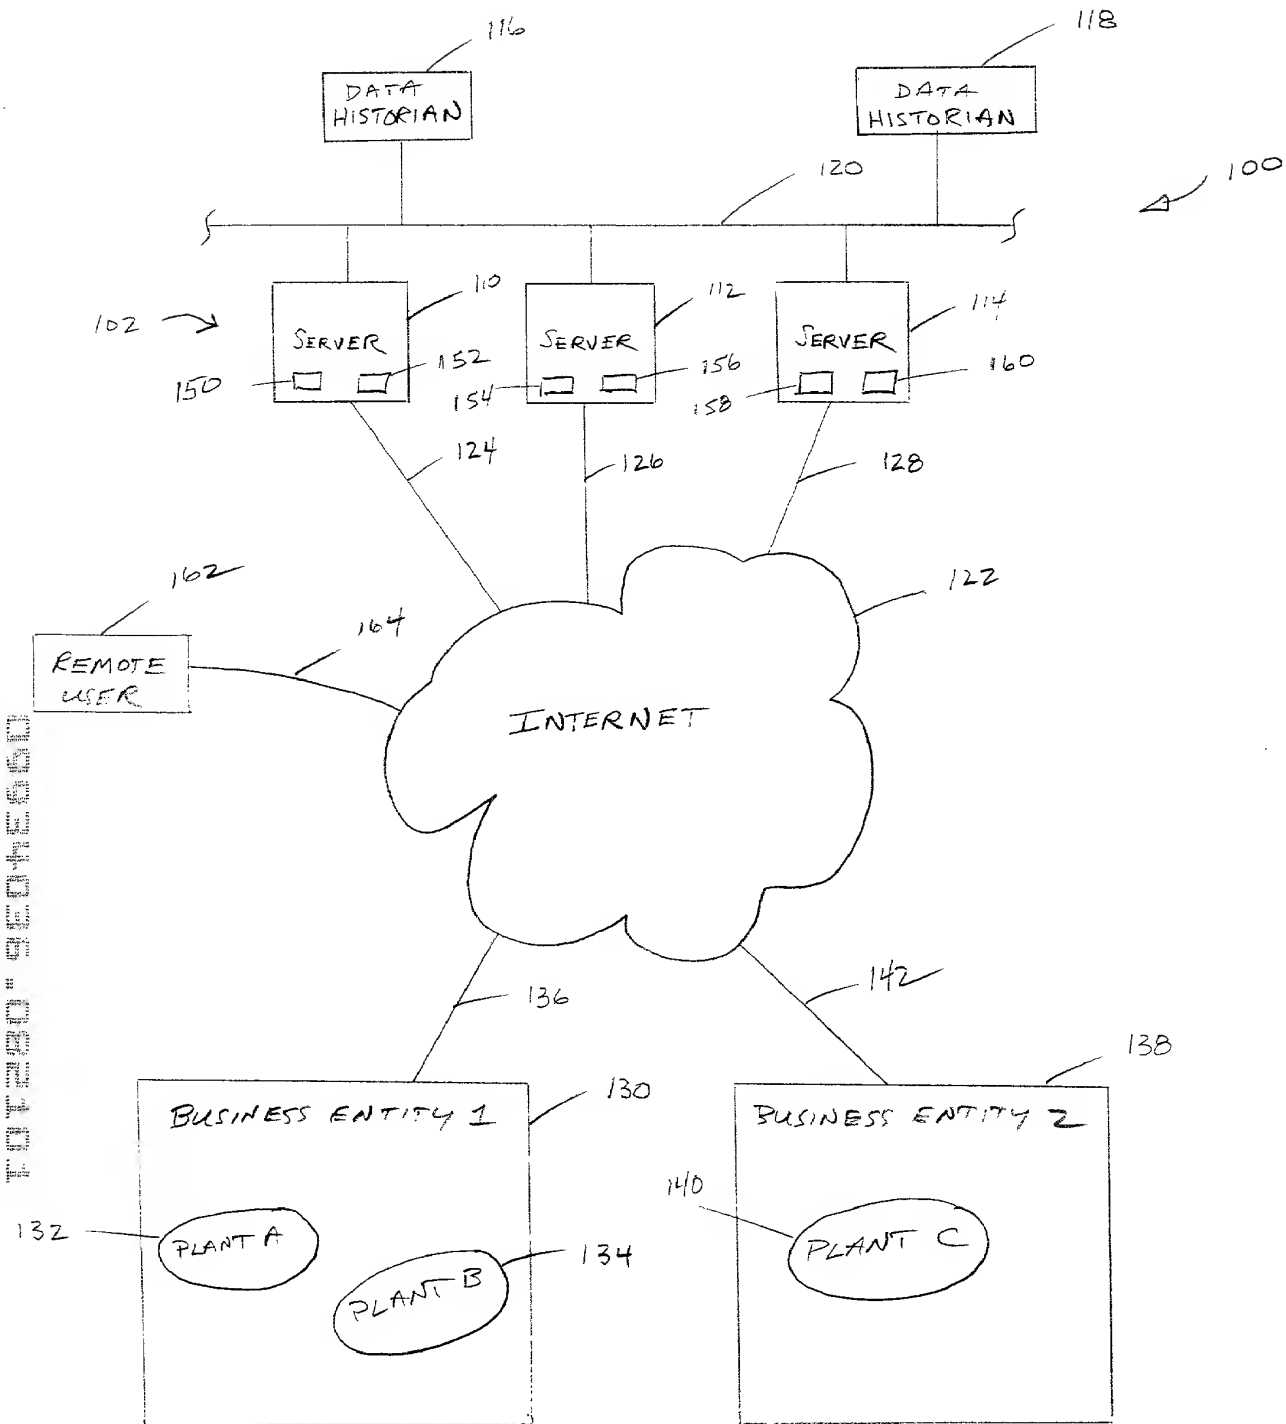 116
118
DATA
HISTORIAN
DATA
HISTORIAN
120
100
110
112
114
102
SERVER
SERVER
SERVER
150
152
154
156
158
160
124
126
128
162
164
122
REMOTE
USER
INTERNET
136
142
130
138
BUSINESS ENTITY 1
BUSINESS ENTITY 2
132
PLANT A
134
PLANT B
140
PLANT C